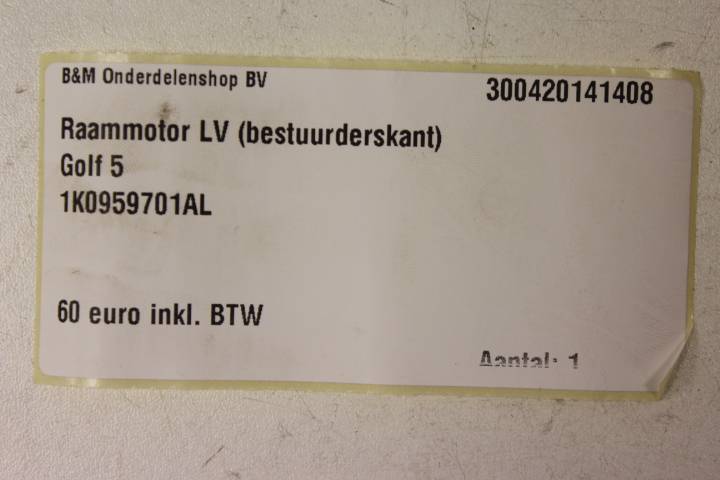 B&M Onderdelenshop BV
300420141408
Raammotor LV (bestuurderskant)
Golf 5
1K0959701AL
60 euro inkl. BTW
Aantal: 1